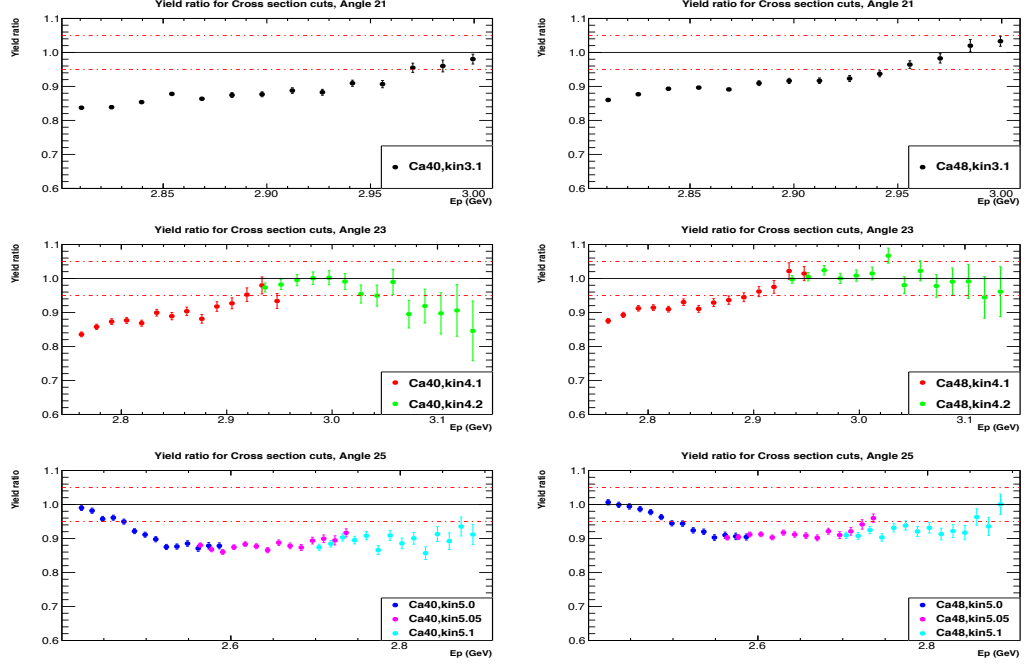 Yield ratio for Cross section cuts, Angle 21
Yield ratio
1.1
1.0
0.9
0.8
0.7
0.6
2.85
2.90
2.95
3.00
Ep (GeV)
Ca40,kin3.1
Yield ratio for Cross section cuts, Angle 21
Yield ratio
1.1
1.0
0.9
0.8
0.7
0.6
2.85
2.90
2.95
3.00
Ep (GeV)
Ca48,kin3.1
Yield ratio for Cross section cuts, Angle 23
Yield ratio
1.1
1.0
0.9
0.8
0.7
0.6
2.8
2.9
3.0
3.1
Ep (GeV)
Ca40,kin4.1
Ca40,kin4.2
Yield ratio for Cross section cuts, Angle 23
Yield ratio
1.1
1.0
0.9
0.8
0.7
0.6
2.8
2.9
3.0
3.1
Ep (GeV)
Ca48,kin4.1
Ca48,kin4.2
Yield ratio for Cross section cuts, Angle 25
Yield ratio
1.1
1.0
0.9
0.8
0.7
0.6
2.6
2.8
Ep (GeV)
Ca40,kin5.0
Ca40,kin5.05
Ca40,kin5.1
Yield ratio for Cross section cuts, Angle 25
Yield ratio
1.1
1.0
0.9
0.8
0.7
0.6
2.6
2.8
Ep (GeV)
Ca48,kin5.0
Ca48,kin5.05
Ca48,kin5.1